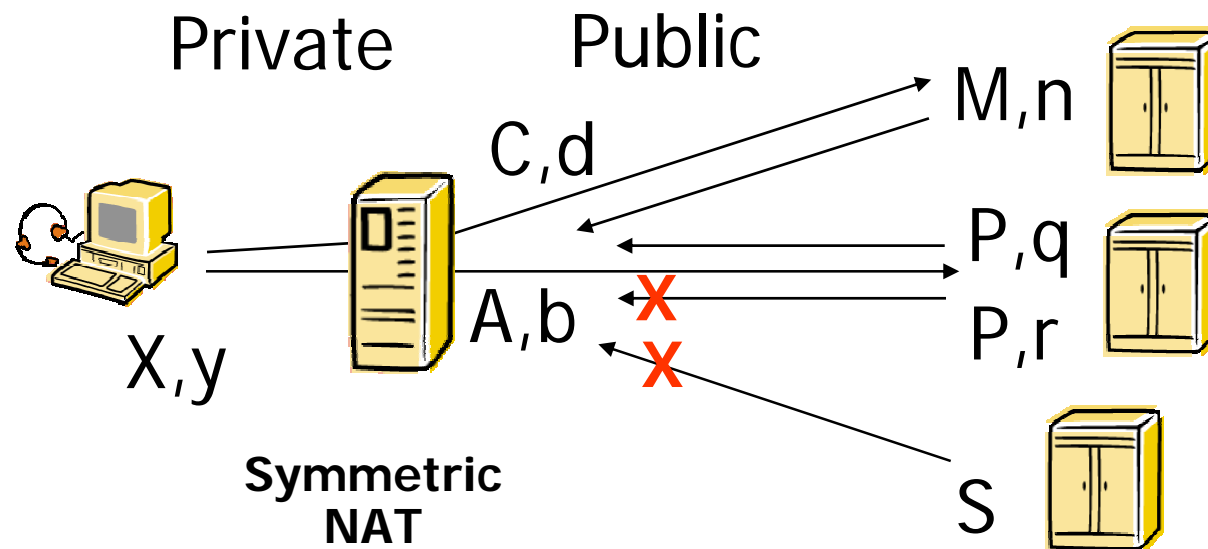 Private
Public
C,d
M,n
P,q
A,b
X
P,r
X,y
X
Symmetric
NAT
S